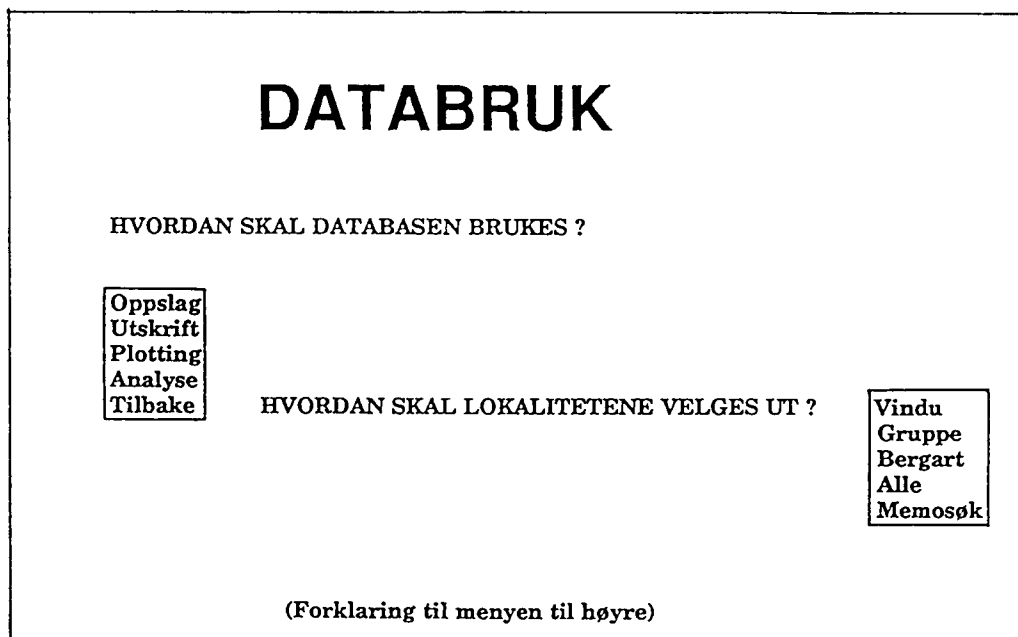 DATABRUK
HVORDAN SKAL DATABASEN BRUKES ?
Oppslag
Utskrift
Plotting
Analyse
Tilbake
HVORDAN SKAL LOKALITETENE VELGES UT ?
Vindu
Gruppe
Bergart
Alle
Memosøk
(Forklaring til menyen til høyre)